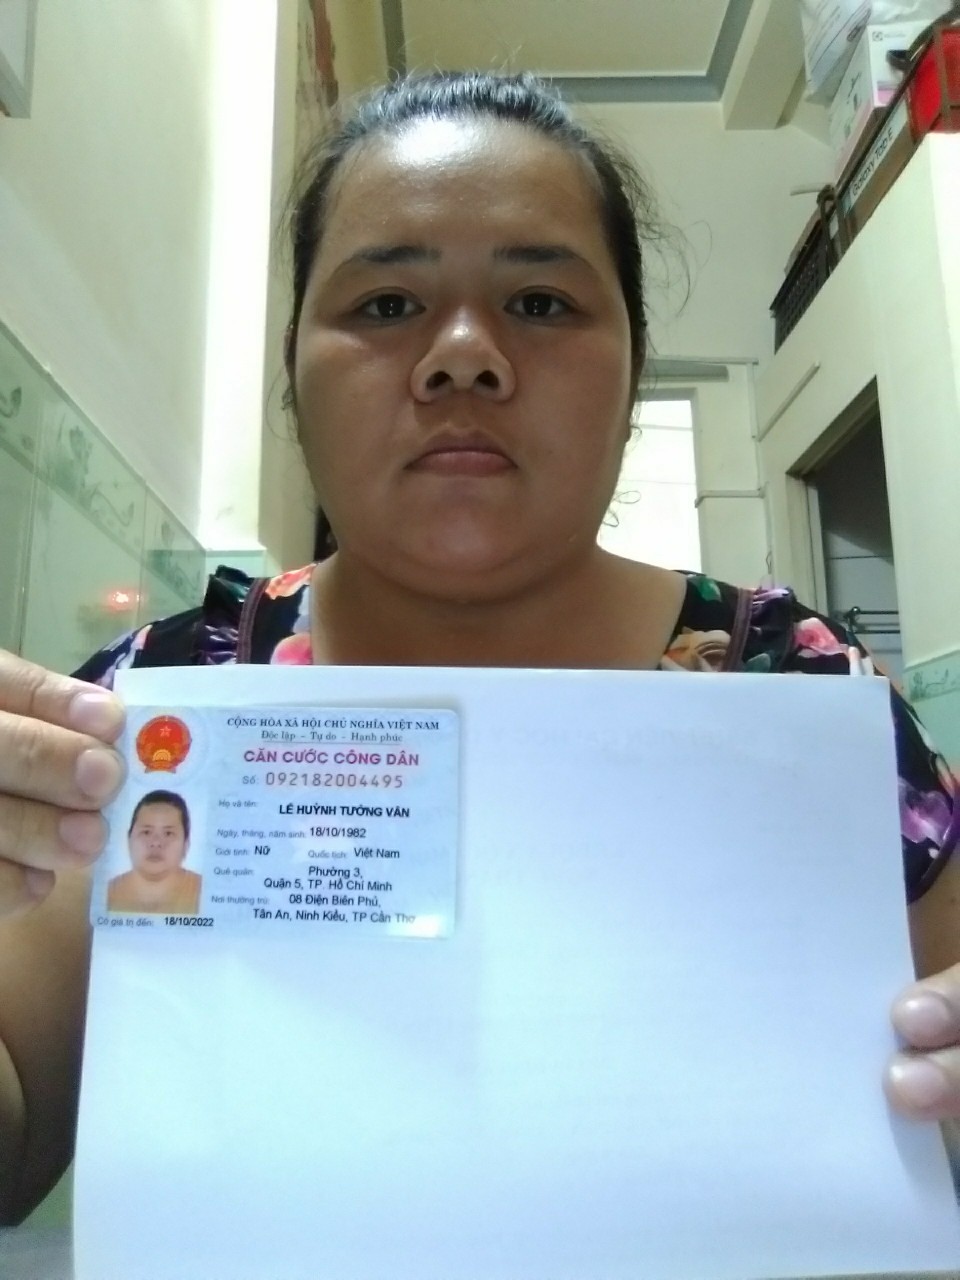 Galaxy Tab E
CỘNG HÒA XÃ HỘI CHỦ NGHĨA VIỆT NAM
Độc lập - Tự do - Hạnh phúc
CĂN CƯỚC CÔNG DÂN
Số 092182004495
Họ và tên: LÊ HUỲNH TƯỜNG VÂN
Ngày, tháng, năm sinh: 18/10/1982
Giới tính: Nữ Quốc tịch: Việt Nam
Quê quán: Phường 3,
Quận 5, TP. Hồ Chí Minh
Nơi thường trú: 08 Điện Biên Phủ,
Tân An, Ninh Kiều, TP Cần Thơ
Có giá trị đến: 18/10/2022